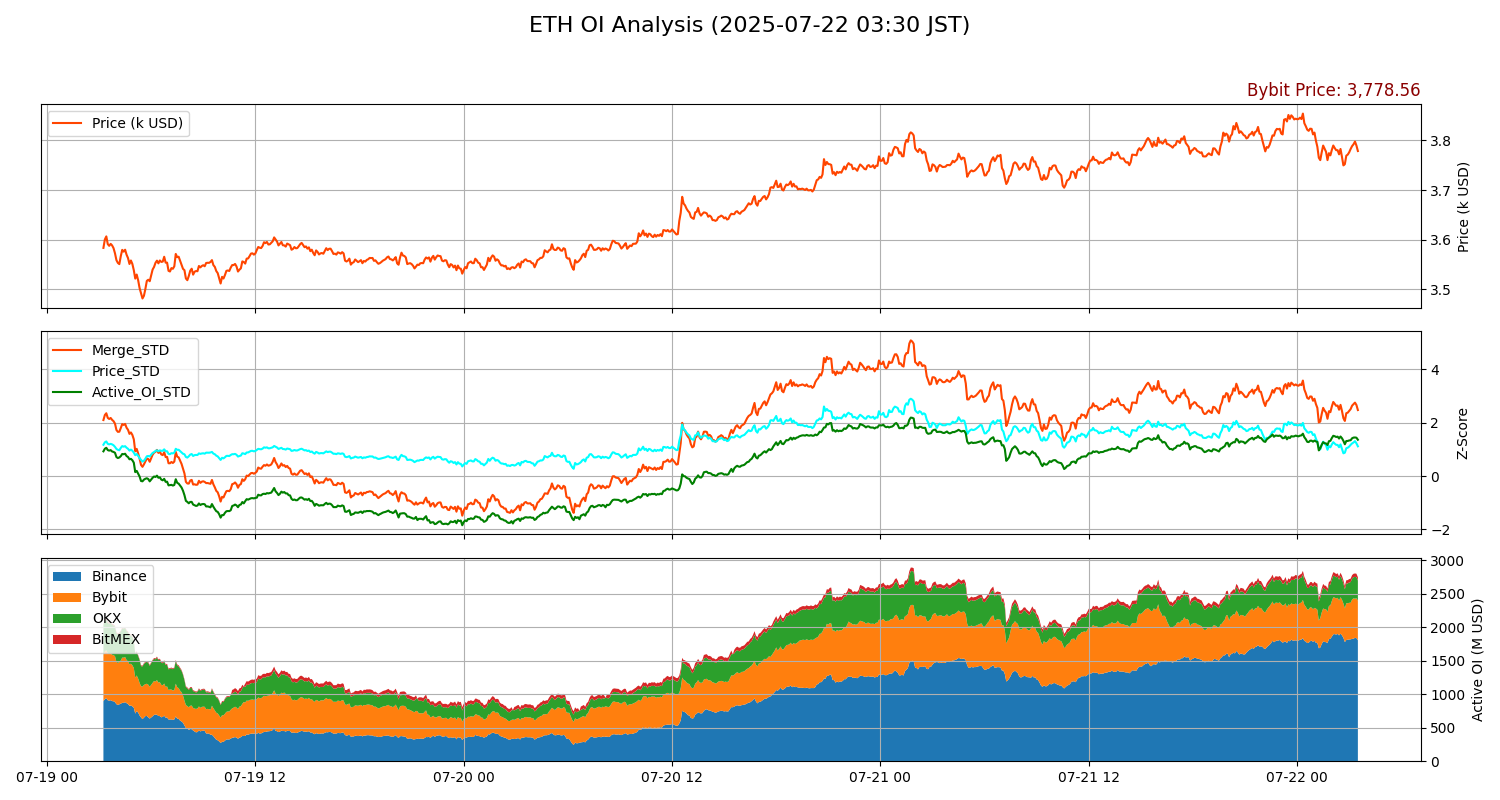 ETH OI Analysis (2025-07-22 03:30 JST)
Bybit Price: 3,778.56
Price (k USD)
3.8
3.7
3.6
3.5
Price (k USD)
Merge_STD
Price_STD
Active_OI_STD
4
2
0
−2
Z-Score
Binance
Bybit
OKX
BitMEX
3000
2500
2000
1500
1000
500
0
Active OI (M USD)
07-19 00
07-19 12
07-20 00
07-20 12
07-21 00
07-21 12
07-22 00